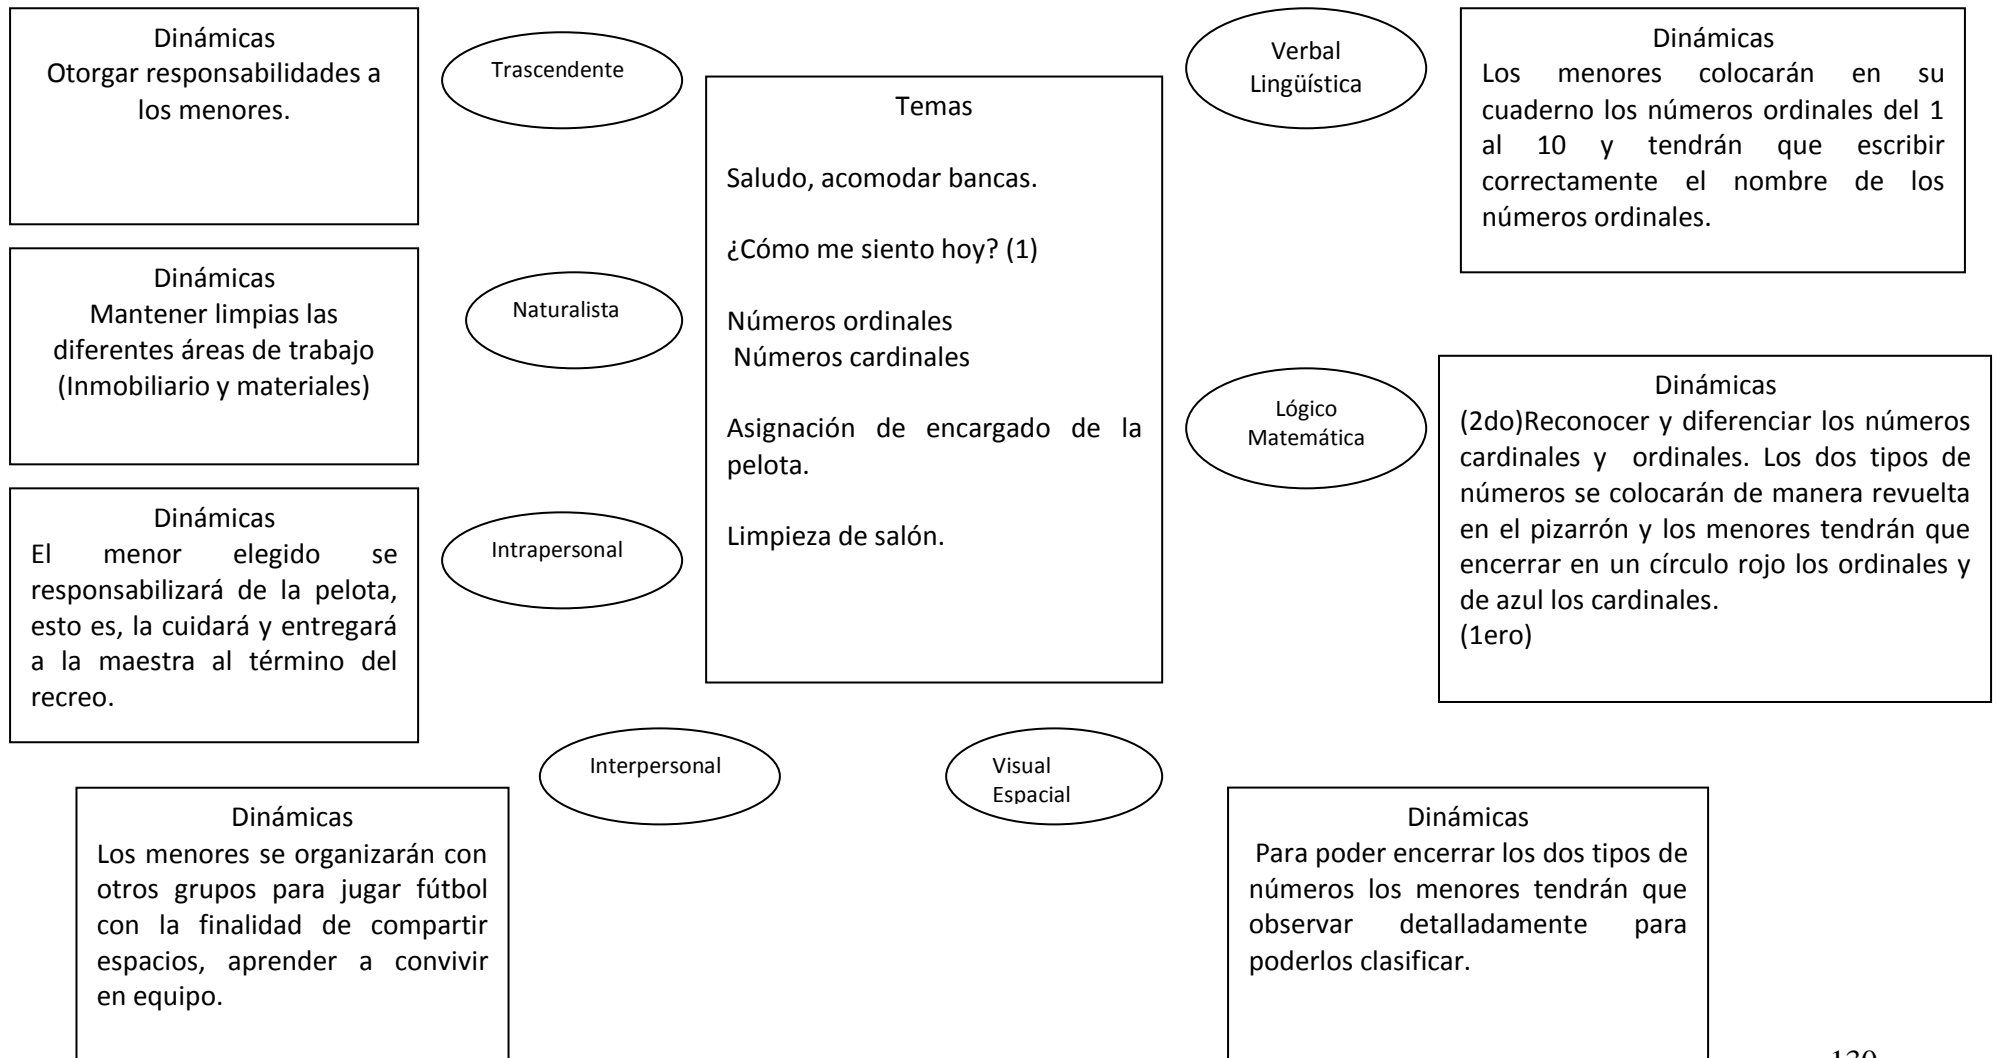 Dinámicas
Otorgar responsabilidades a
los menores.
Trascendente
Dinámicas
Mantener limpias las
diferentes áreas de trabajo
(Inmobiliario y materiales)
Naturalista
Dinámicas
El menor elegido se
responsabilizará de la pelota,
esto es, la cuidará y entregará
a la maestra al término del
recreo.
Intrapersonal
Temas
Saludo, acomodar bancas.
¿Cómo me siento hoy? (1)
Números ordinales
Números cardinales
Asignación de encargado de la
pelota.
Limpieza de salón.
Verbal
Lingüística
Dinámicas
Los menores colocarán en su
cuaderno los números ordinales del 1
al 10 y tendrán que escribir
correctamente el nombre de los
números ordinales.
Lógico
Matemática
Dinámicas
(2do)Reconocer y diferenciar los números
cardinales y ordinales. Los dos tipos de
números se colocarán de manera revuelta
en el pizarrón y los menores tendrán que
encerrar en un círculo rojo los ordinales y
de azul los cardinales.
(1ero)
Interpersonal
Dinámicas
Los menores se organizarán con
otros grupos para jugar fútbol
con la finalidad de compartir
espacios, aprender a convivir
en equipo.
Visual
Espacial
Dinámicas
Para poder encerrar los dos tipos de
números los menores tendrán que
observar detalladamente para
poderlos clasificar.